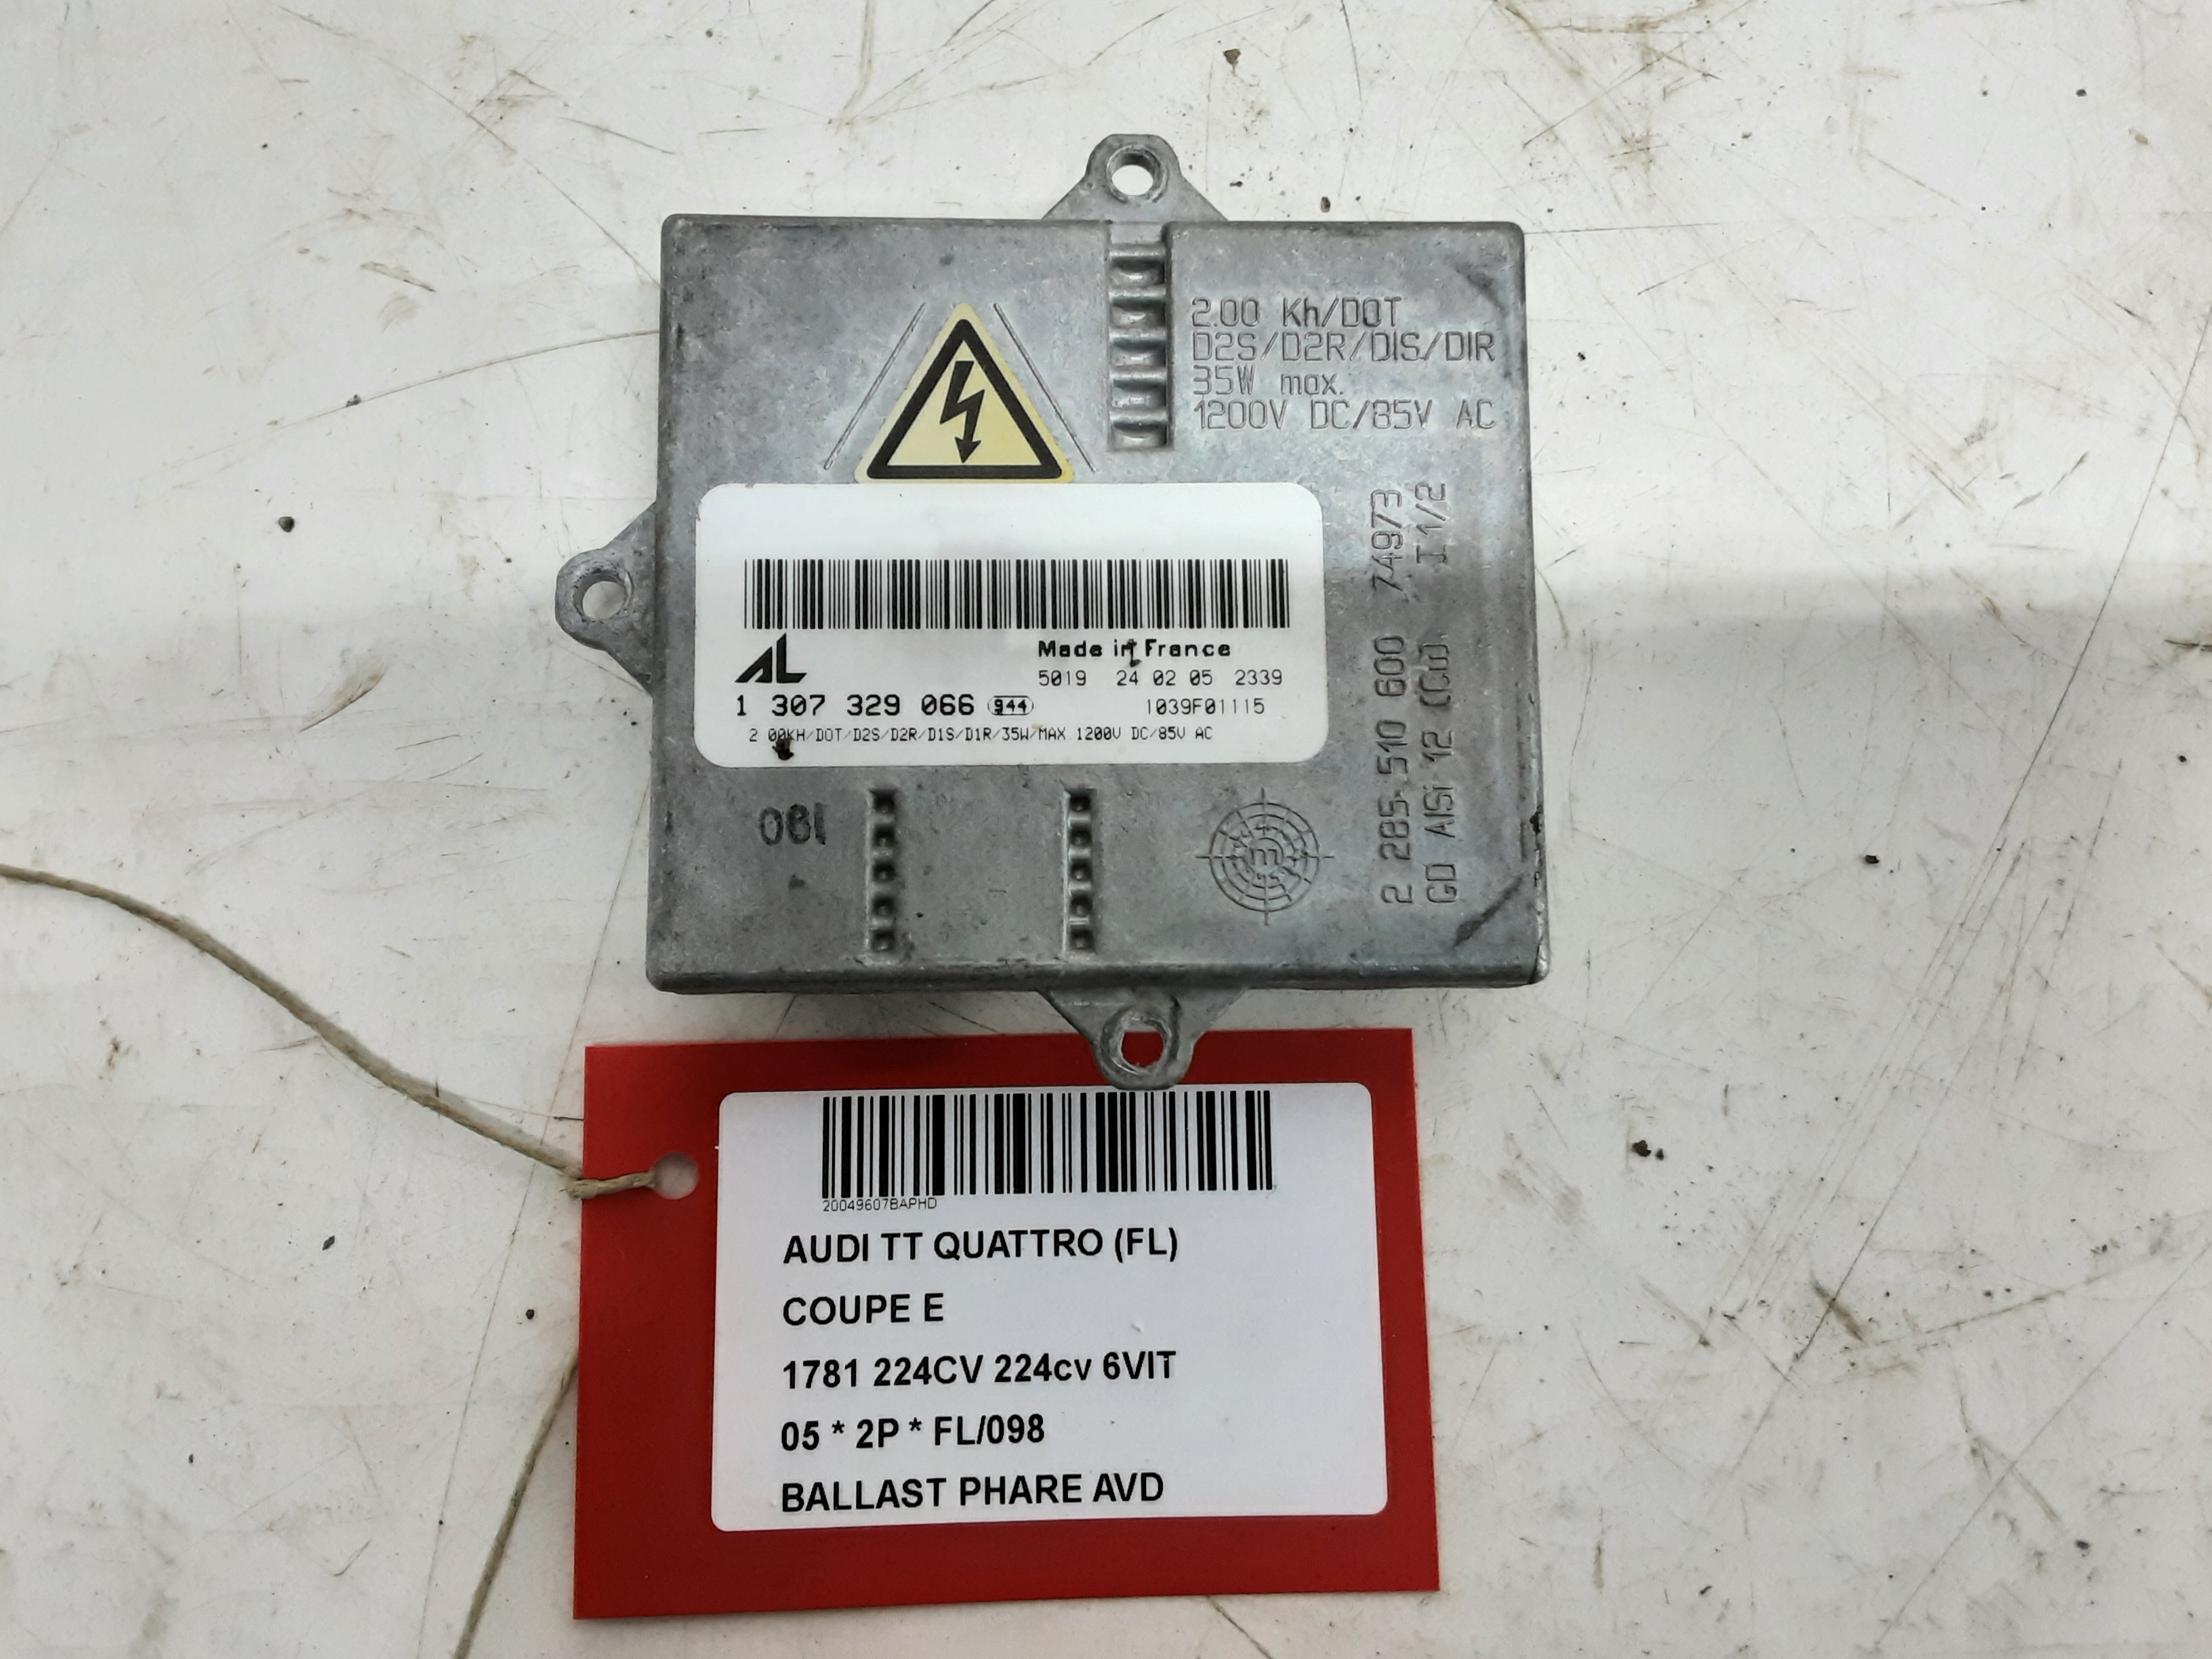 2.00 Kh/DOT
D2S/D2R/D1S/D1R
35W max.
1200V DC/85V AC
74973
I 1/2
2 285 510 600
GD AlSi 12 (Cu)
AL
Made in France
5019 24 02 05 2339
1 307 329 066 944
1039F01115
2 00KH/DOT/D2S/D2R/D1S/D1R/35W/MAX 1200V DC/85V AC
m
20049607BAPHD
AUDI TT QUATTRO (FL)
COUPE E
1781 224CV 224cv 6VIT
05 * 2P * FL/098
BALLAST PHARE AVD